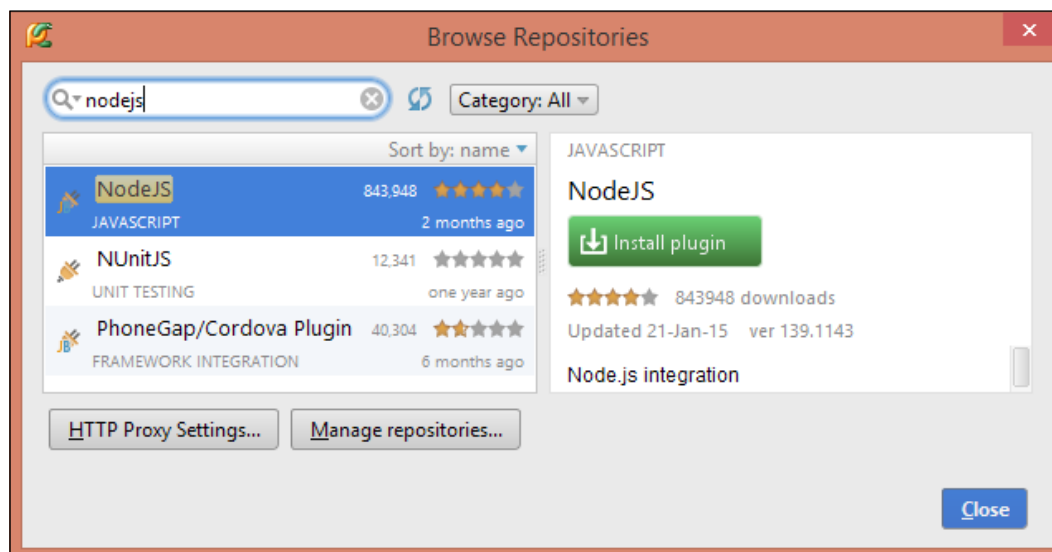 Browse Repositories
nodejs
Category: All
Sort by: name
NodeJS 843,948
JAVASCRIPT 2 months ago
NUnitJS 12,341
UNIT TESTING one year ago
PhoneGap/Cordova Plugin 40,304
FRAMEWORK INTEGRATION 6 months ago
JAVASCRIPT
NodeJS
Install plugin
843948 downloads
Updated 21-Jan-15 ver 139.1143
Node.js integration
HTTP Proxy Settings... Manage repositories...
Close